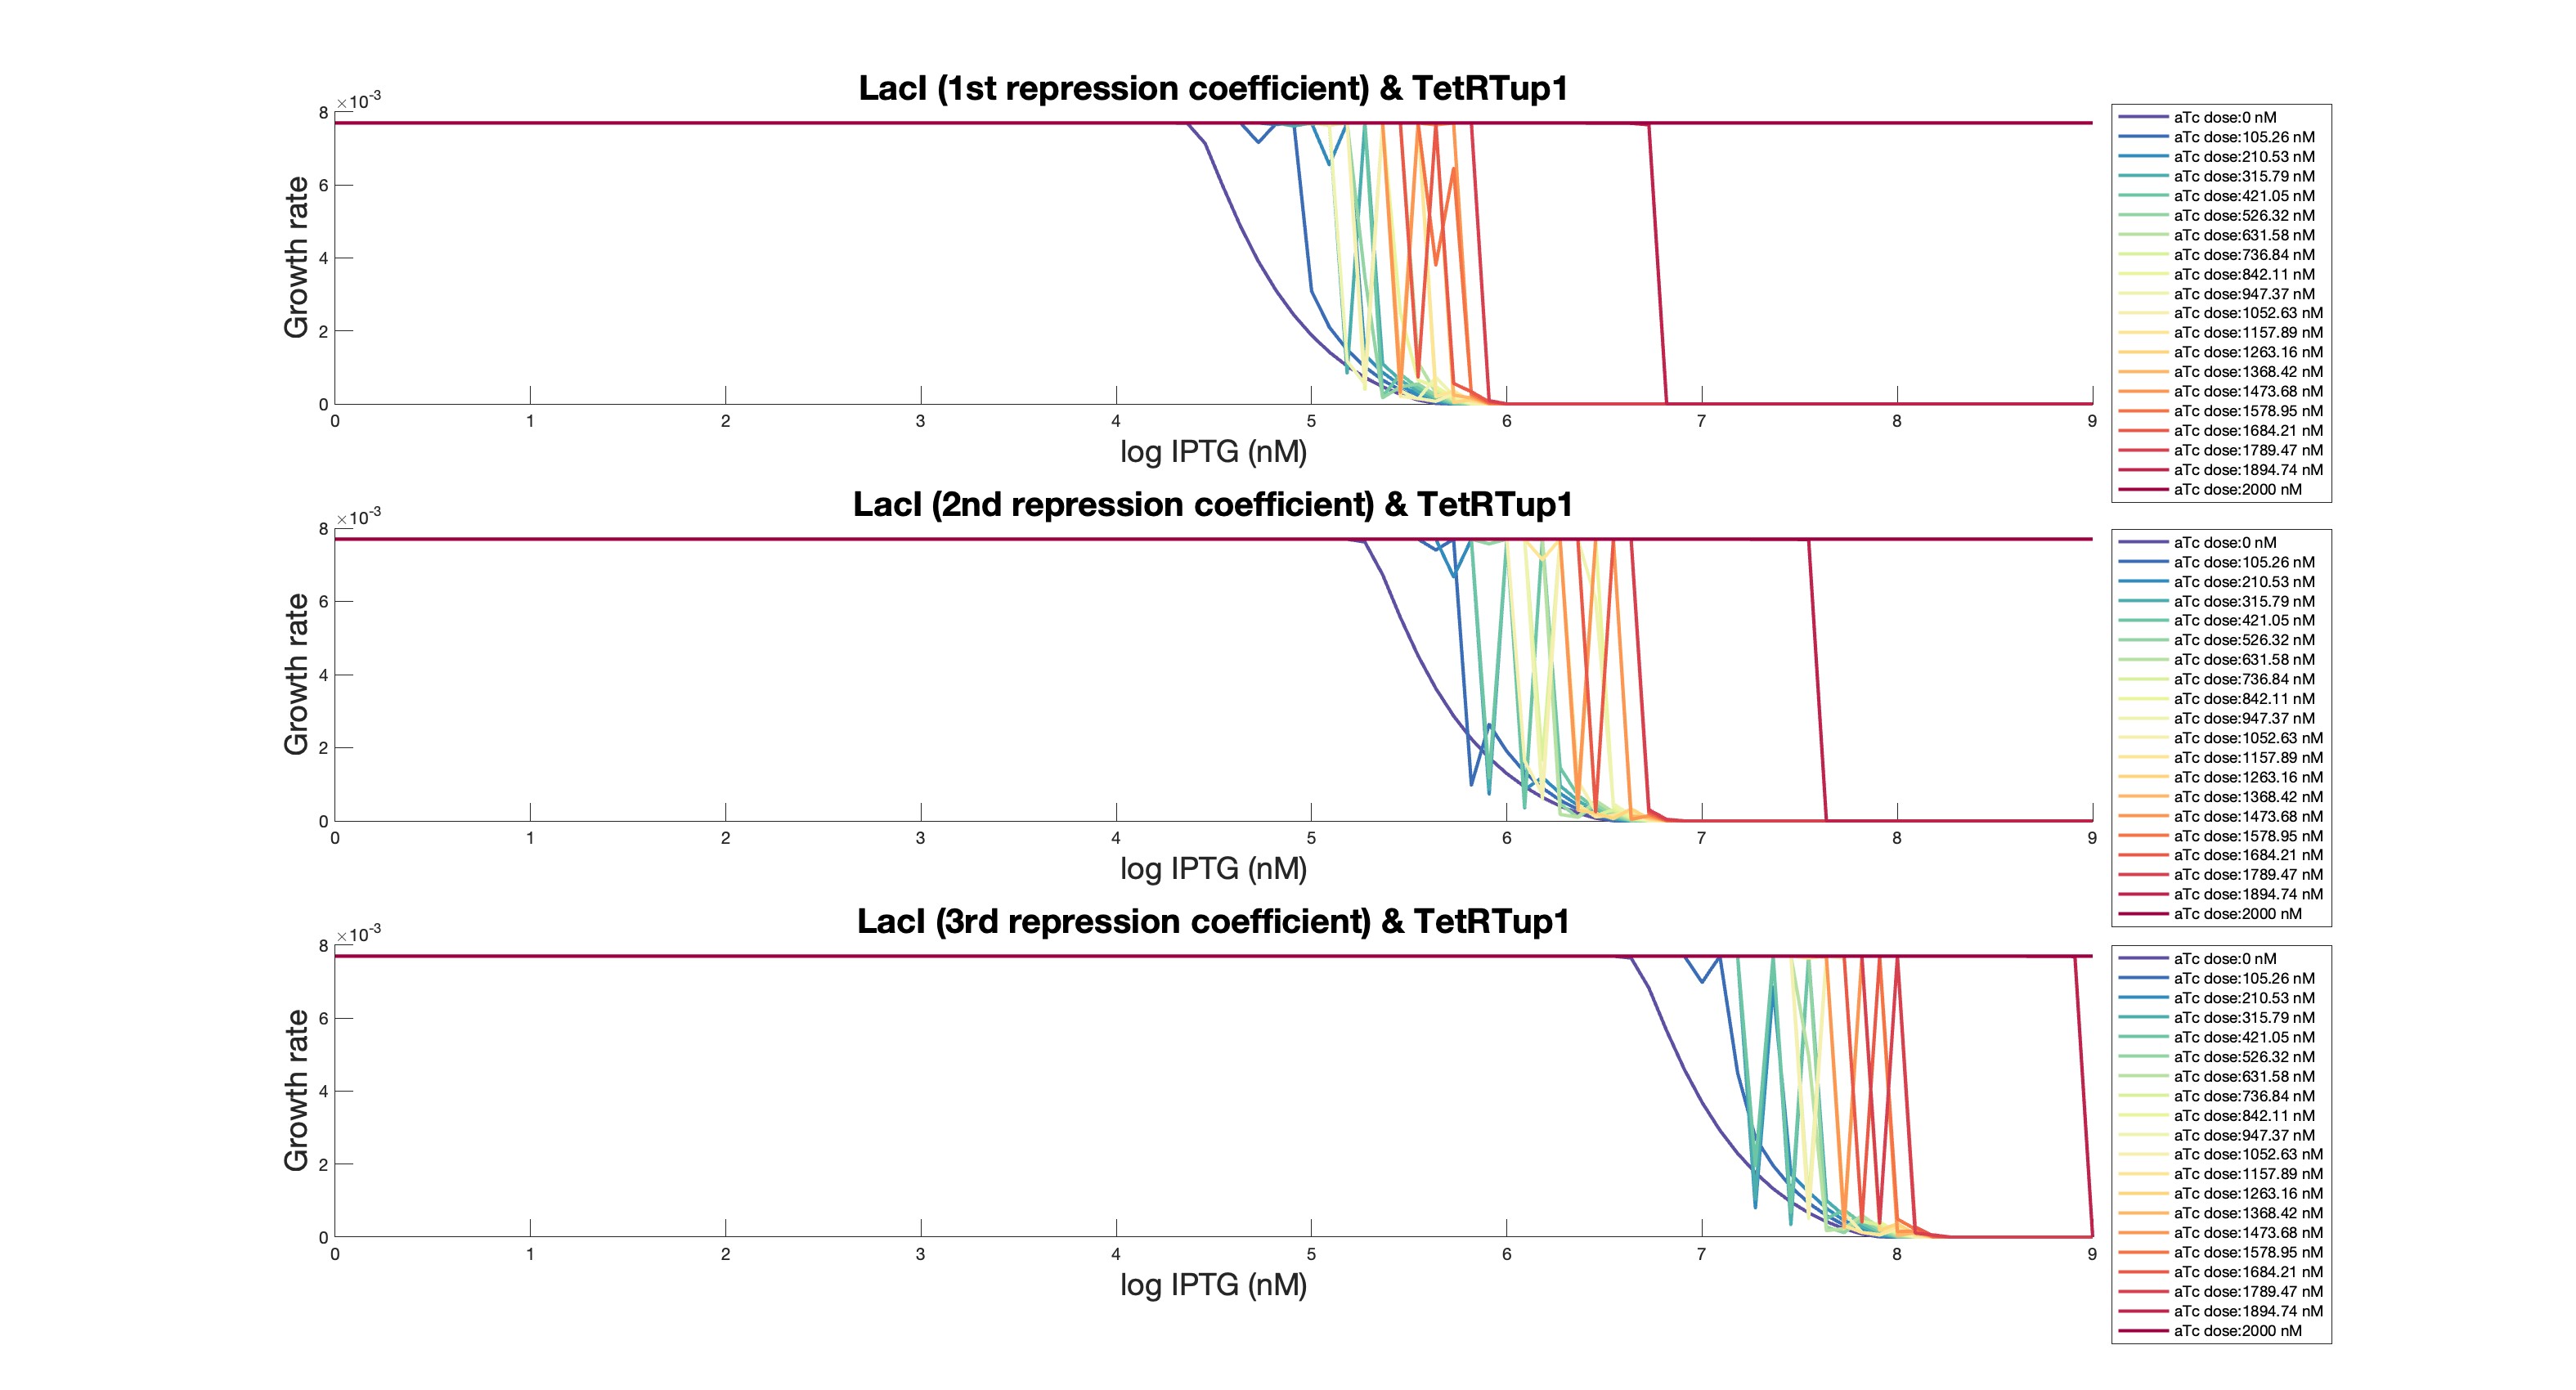 LacI (1st repression coefficient) & TetRTup1
×10-3
8
6
4
2
0
Growth rate
0 1 2 3 4 5 6 7 8 9
log IPTG (nM)
aTc dose:0 nM
aTc dose:105.26 nM
aTc dose:210.53 nM
aTc dose:315.79 nM
aTc dose:421.05 nM
aTc dose:526.32 nM
aTc dose:631.58 nM
aTc dose:736.84 nM
aTc dose:842.11 nM
aTc dose:947.37 nM
aTc dose:1052.63 nM
aTc dose:1157.89 nM
aTc dose:1263.16 nM
aTc dose:1368.42 nM
aTc dose:1473.68 nM
aTc dose:1578.95 nM
aTc dose:1684.21 nM
aTc dose:1789.47 nM
aTc dose:1894.74 nM
aTc dose:2000 nM
LacI (2nd repression coefficient) & TetRTup1
×10-3
8
6
4
2
0
Growth rate
0 1 2 3 4 5 6 7 8 9
log IPTG (nM)
aTc dose:0 nM
aTc dose:105.26 nM
aTc dose:210.53 nM
aTc dose:315.79 nM
aTc dose:421.05 nM
aTc dose:526.32 nM
aTc dose:631.58 nM
aTc dose:736.84 nM
aTc dose:842.11 nM
aTc dose:947.37 nM
aTc dose:1052.63 nM
aTc dose:1157.89 nM
aTc dose:1263.16 nM
aTc dose:1368.42 nM
aTc dose:1473.68 nM
aTc dose:1578.95 nM
aTc dose:1684.21 nM
aTc dose:1789.47 nM
aTc dose:1894.74 nM
aTc dose:2000 nM
LacI (3rd repression coefficient) & TetRTup1
×10-3
8
6
4
2
0
Growth rate
0 1 2 3 4 5 6 7 8 9
log IPTG (nM)
aTc dose:0 nM
aTc dose:105.26 nM
aTc dose:210.53 nM
aTc dose:315.79 nM
aTc dose:421.05 nM
aTc dose:526.32 nM
aTc dose:631.58 nM
aTc dose:736.84 nM
aTc dose:842.11 nM
aTc dose:947.37 nM
aTc dose:1052.63 nM
aTc dose:1157.89 nM
aTc dose:1263.16 nM
aTc dose:1368.42 nM
aTc dose:1473.68 nM
aTc dose:1578.95 nM
aTc dose:1684.21 nM
aTc dose:1789.47 nM
aTc dose:1894.74 nM
aTc dose:2000 nM